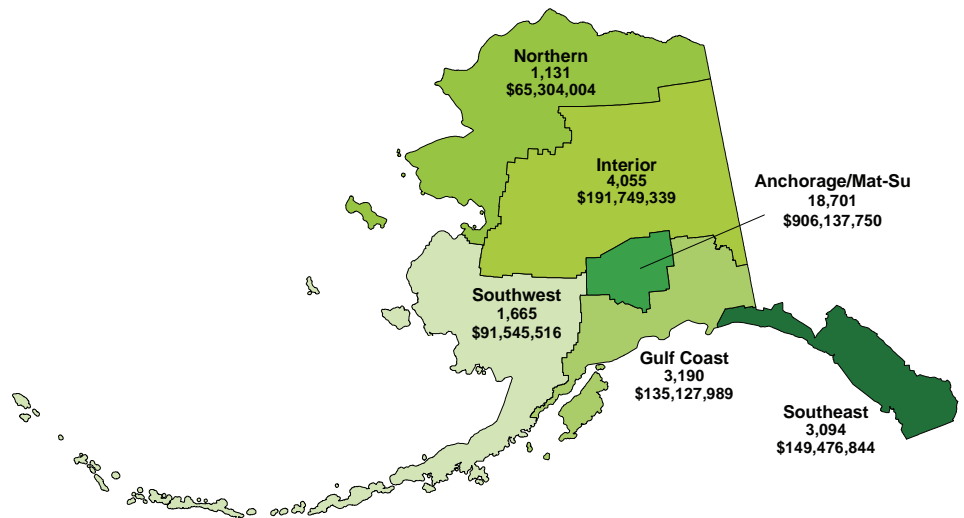 Northern
1,131
$65,304,004
Interior
4,055
$191,749,339
Anchorage/Mat-Su
18,701
$906,137,750
Southwest
1,665
$91,545,516
Gulf Coast
3,190
$135,127,989
Southeast
3,094
$149,476,844